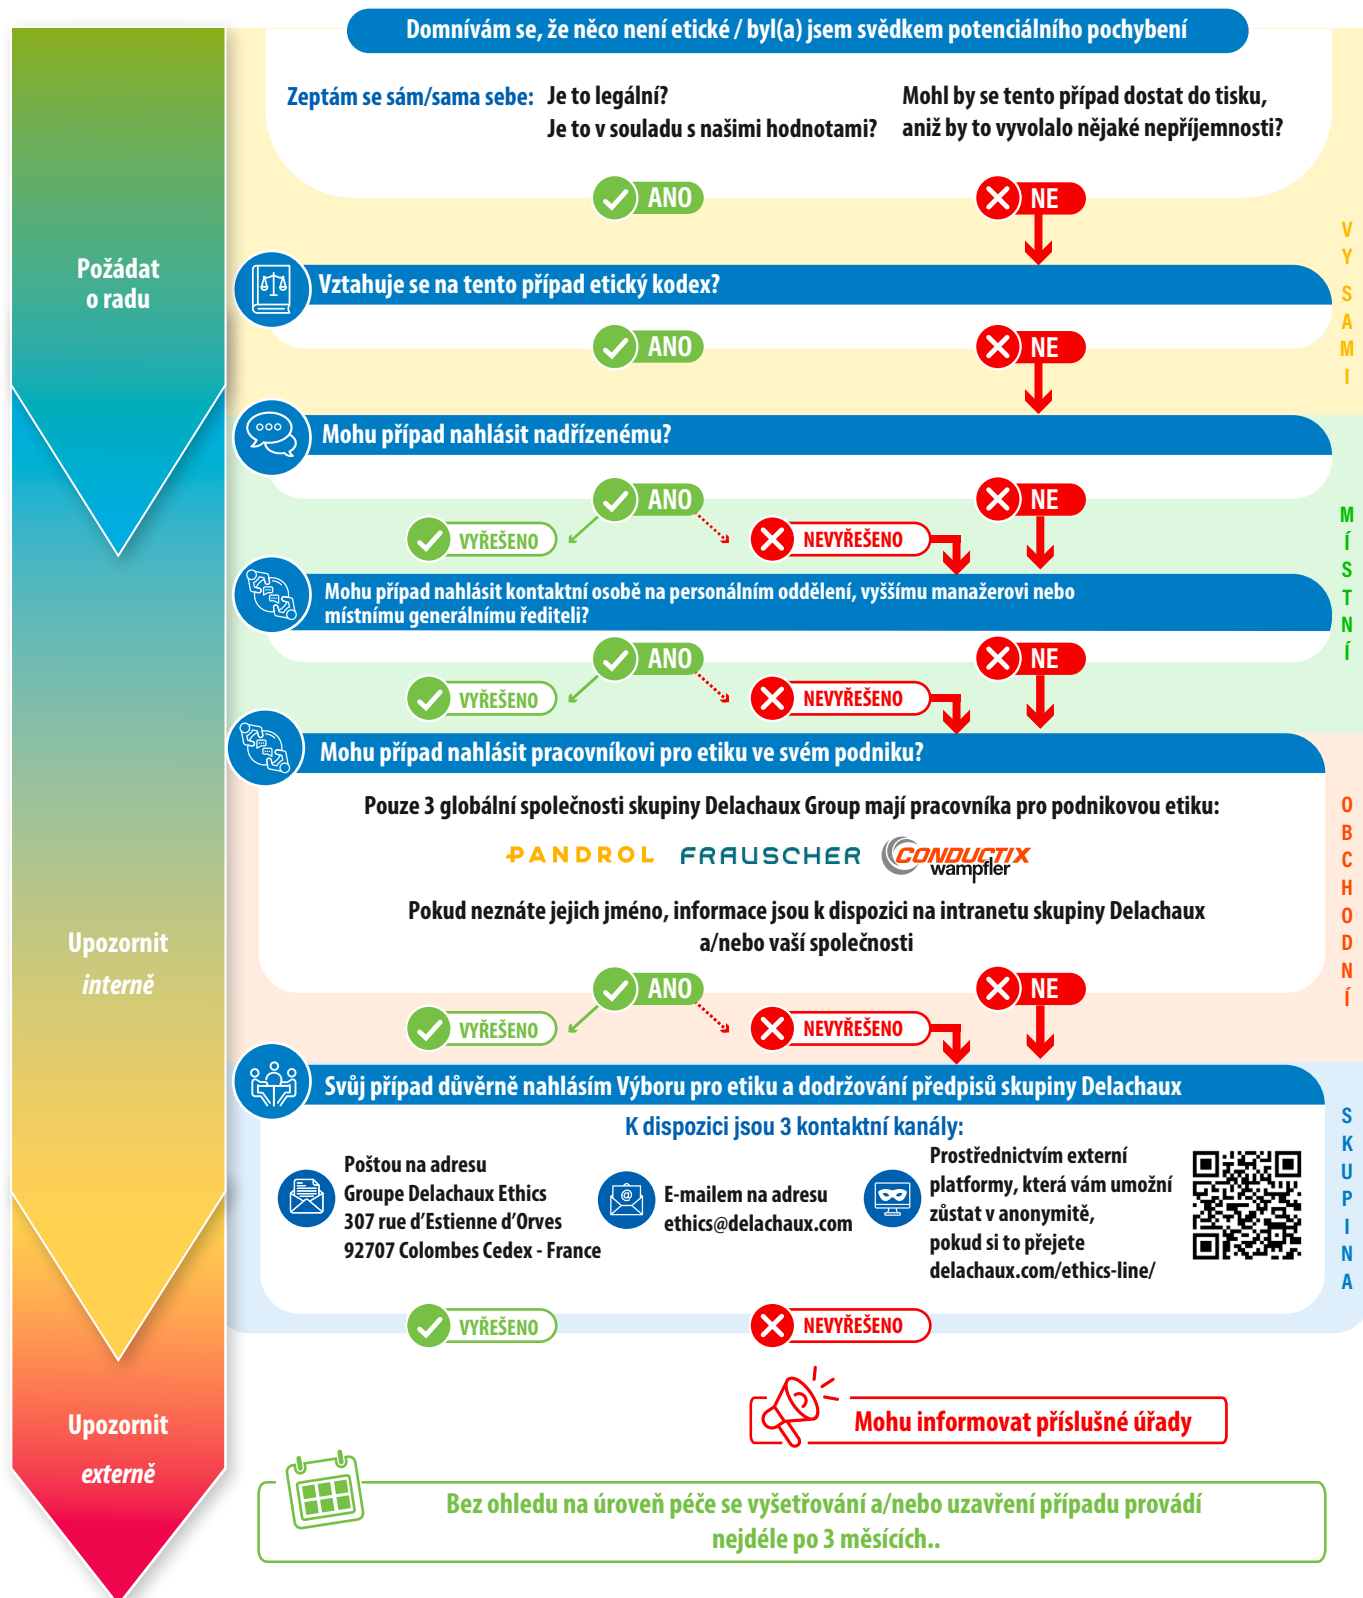 Domnívám se, že něco není etické / byl(a) jsem svědkem potenciálního pochybení
Zeptám se sám/sama sebe:
Je to legální?
Je to v souladu s našimi hodnotami?
Mohl by se tento případ dostat do tisku,
aniž by to vyvolalo nějaké nepříjemnosti?
ANO
NE
Požádat
o radu
Vztahuje se na tento případ etický kodex?
ANO
NE
VY SAMI
Mohu případ nahlásit nadřízenému?
ANO
NE
VYŘEŠENO
NEVYŘEŠENO
Mohu případ nahlásit kontaktní osobě na personálním oddělení, vyššímu manažerovi nebo
místnímu generálnímu řediteli?
ANO
NE
VYŘEŠENO
NEVYŘEŠENO
MÍSTNÍ
Mohu případ nahlásit pracovníkovi pro etiku ve svém podniku?
Pouze 3 globální společnosti skupiny Delachaux Group mají pracovníka pro podnikovou etiku:
PANDROL
FRAUSCHER
CONDUCTIX
wampfler
Pokud neznáte jejich jméno, informace jsou k dispozici na intranetu skupiny Delachaux
a/nebo vaší společnosti
Upozornit
interně
ANO
NE
VYŘEŠENO
NEVYŘEŠENO
OBCHODNÍ
Svůj případ důvěrně nahlásím Výboru pro etiku a dodržování předpisů skupiny Delachaux
K dispozici jsou 3 kontaktní kanály:
Poštou na adresu
Groupe Delachaux Ethics
307 rue d'Estienne d'Orves
92707 Colombes Cedex - France
@
E-mailem na adresu
ethics@delachaux.com
Prostřednictvím externí
platformy, která vám umožní
zůstat v anonymitě,
pokud si to přejete
delachaux.com/ethics-line/
VYŘEŠENO
NEVYŘEŠENO
SKUPINA
Upozornit
externě
Mohu informovat příslušné úřady
Bez ohledu na úroveň péče se vyšetřování a/nebo uzavření případu provádí
nejdéle po 3 měsících..